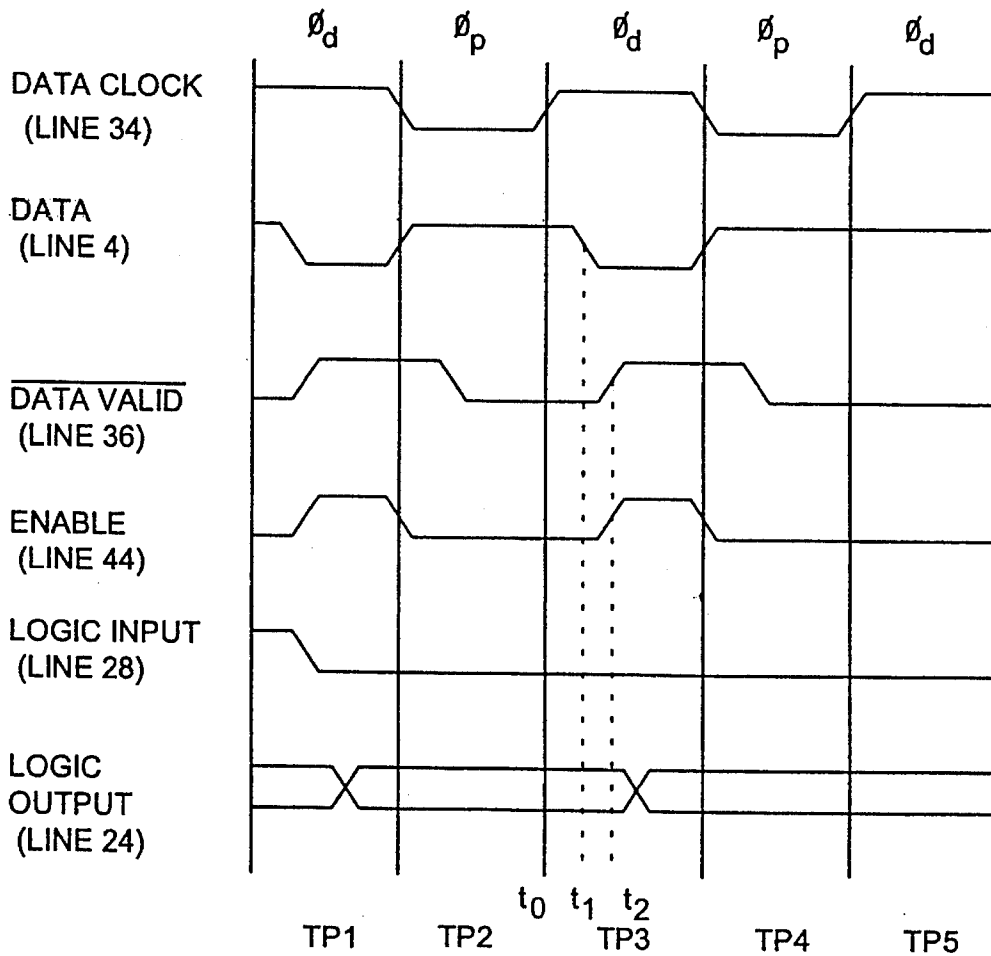 Ød Øp Ød Øp Ød
DATA CLOCK
(LINE 34)
DATA
(LINE 4)
DATA VALID
(LINE 36)
ENABLE
(LINE 44)
LOGIC INPUT
(LINE 28)
LOGIC
OUTPUT
(LINE 24)
t0 t1 t2
TP1 TP2 TP3 TP4 TP5